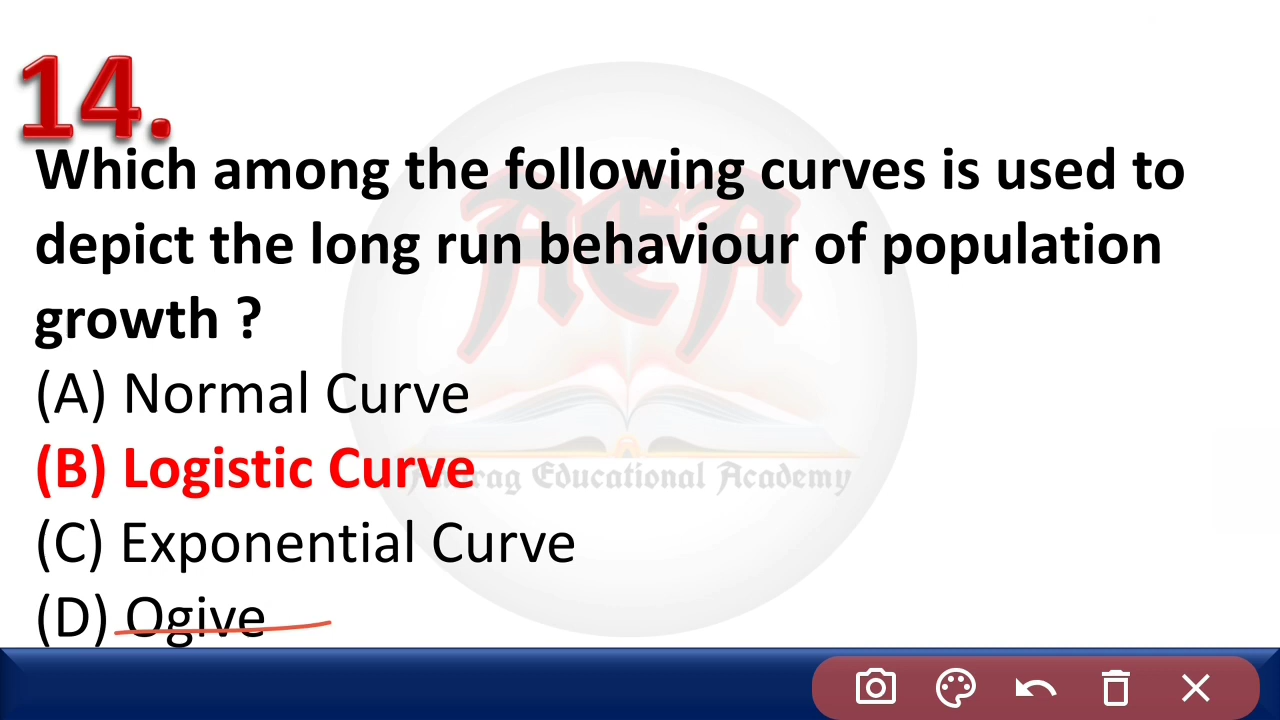 14.
Which among the following curves is used to
depict the long run behaviour of population
growth ?
(A) Normal Curve
(B) Logistic Curve
(C) Exponential Curve
(D) Ogive
AEA
Educational Academy